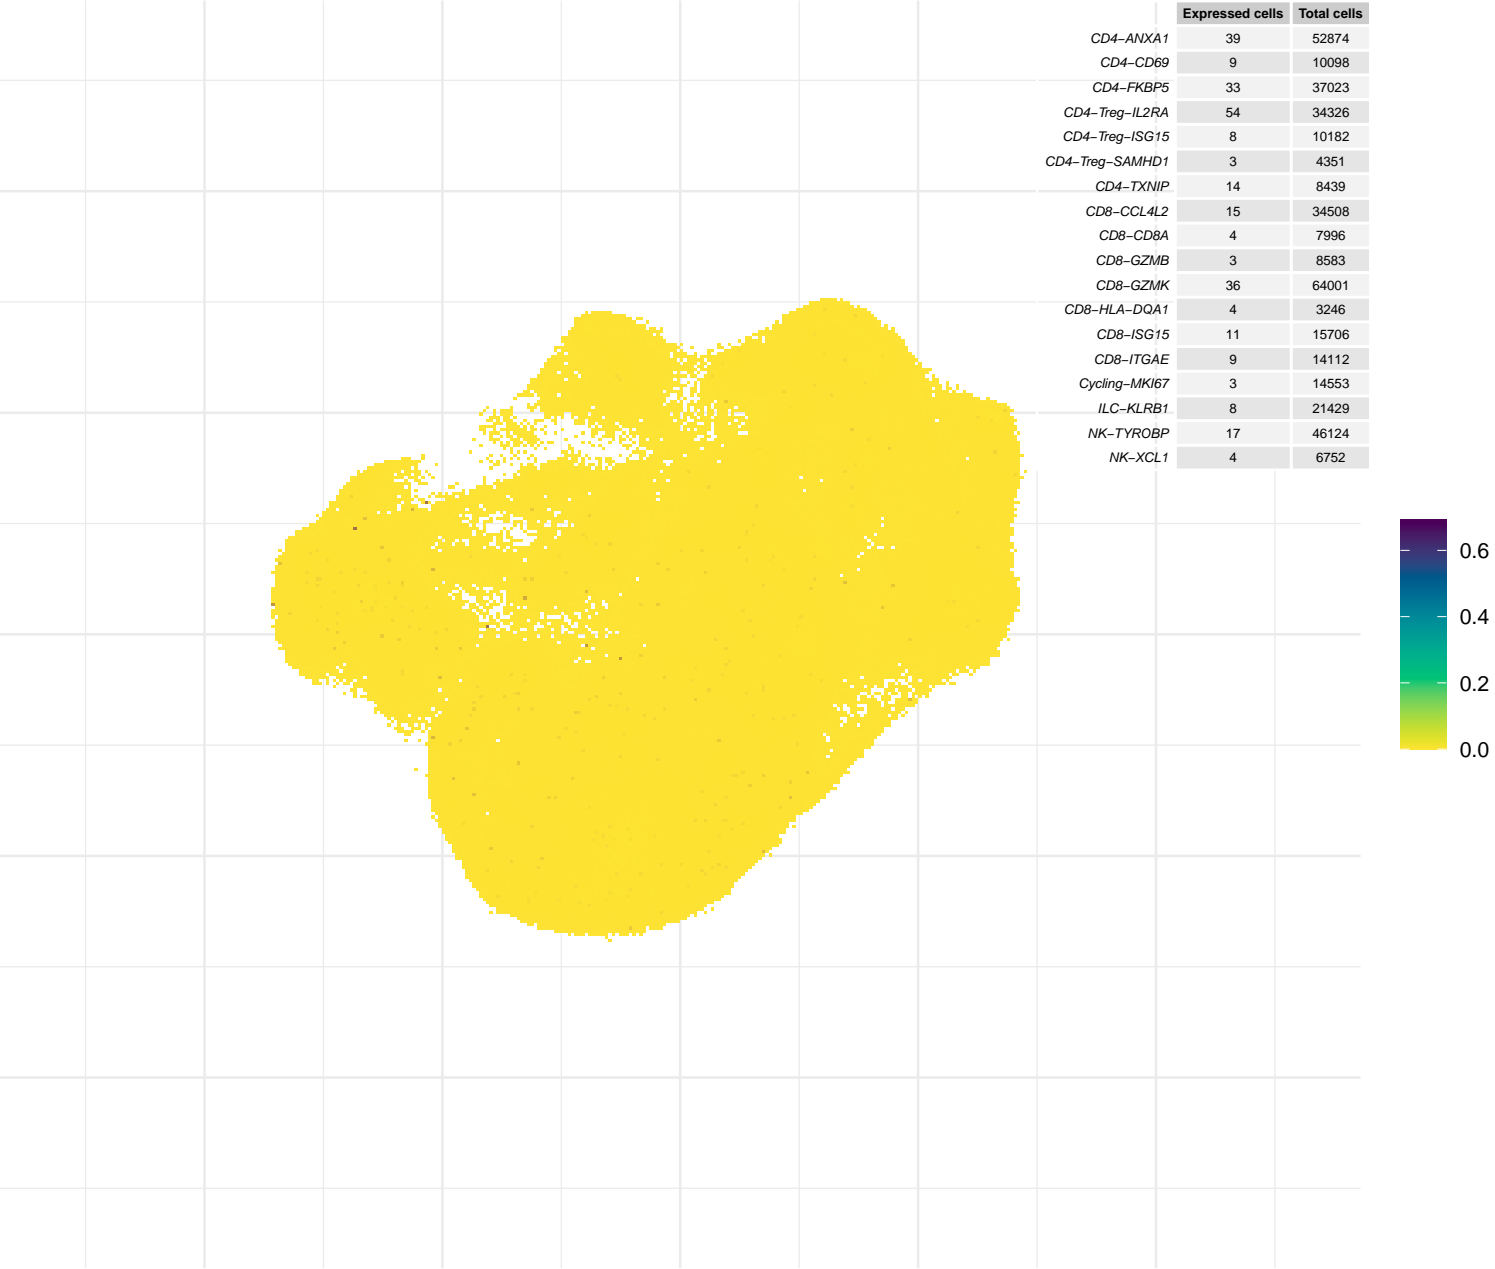 Expressed cells Total cells
CD4−ANXA1 39 52874
CD4−CD69 9 10098
CD4−FKBP5 33 37023
CD4−Treg−IL2RA 54 34326
CD4−Treg−ISG15 8 10182
CD4−Treg−SAMHD1 3 4351
CD4−TXNIP 14 8439
CD8−CCL4L2 15 34508
CD8−CD8A 4 7996
CD8−GZMB 3 8583
CD8−GZMK 36 64001
CD8−HLA−DQA1 4 3246
CD8−ISG15 11 15706
CD8−ITGAE 9 14112
Cycling−MKI67 3 14553
ILC−KLRB1 8 21429
NK−TYROBP 17 46124
NK−XCL1 4 6752
0.6
0.4
0.2
0.0